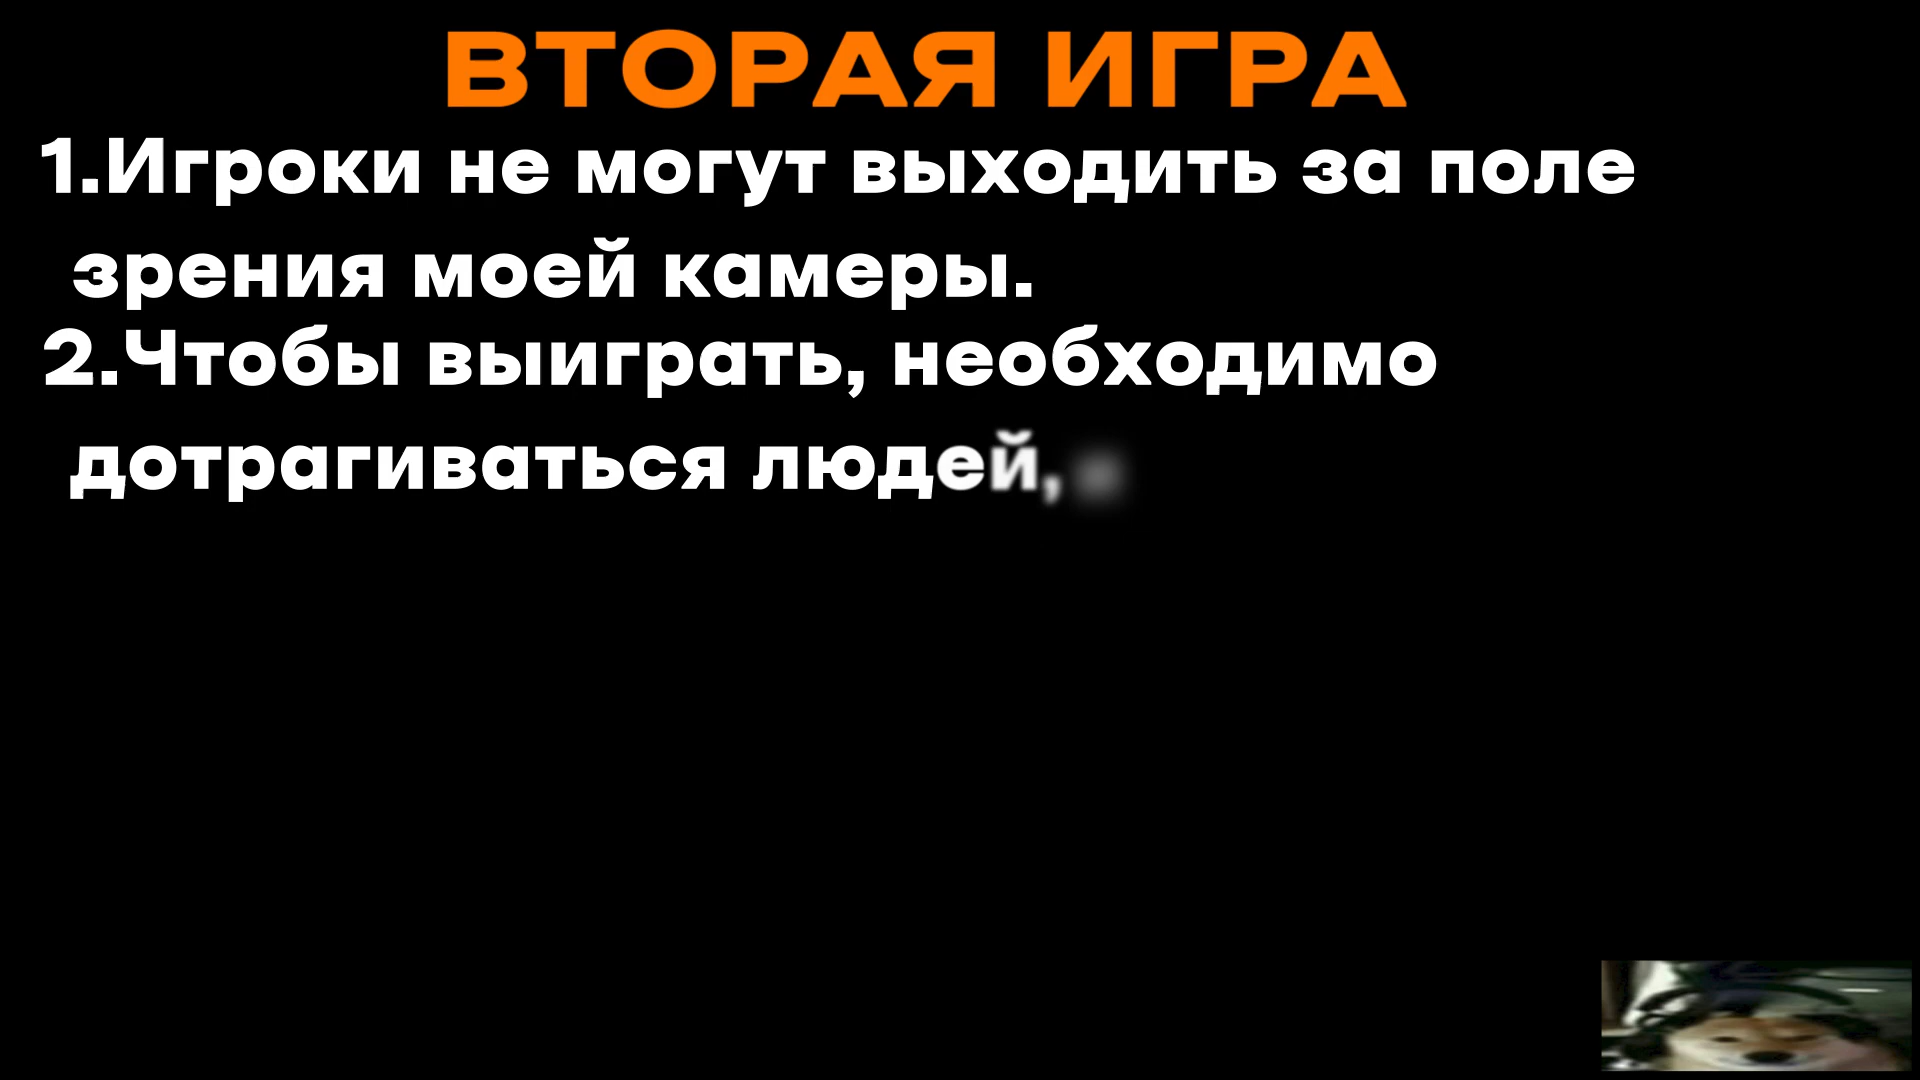 ВТОРАЯ ИГРА
1.Игроки не могут выходить за поле
зрения моей камеры.
2.Чтобы выиграть, необходимо
дотрагиваться людей,